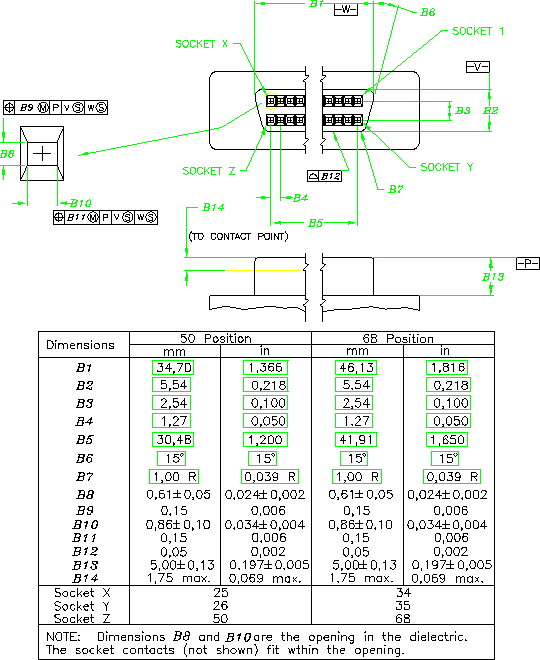 B1
-W-
B6
SOCKET X
SOCKET 1
-V-
B9 Ⓜ P V Ⓢ W Ⓢ
B3
B2
B8
SOCKET Z
SOCKET Y
B12
B7
B10
B4
B14
B11 Ⓜ P V Ⓢ W Ⓢ
B5
(TO CONTACT POINT)
-P-
B13
Dimensions 50 Position 68 Position
mm in mm in
B1 34,70 1,366 46,13 1,816
B2 5,54 0,218 5,54 0,218
B3 2,54 0,100 2,54 0,100
B4 1,27 0,050 1,27 0,050
B5 30,48 1,200 41,91 1,650
B6 15° 15° 15° 15°
B7 1,00 R 0,039 R 1,00 R 0,039 R
B8 0,61±0,05 0,024±0,002 0,61±0,05 0,024±0,002
B9 0,15 0,006 0,15 0,006
B10 0,86±0,10 0,034±0,004 0,86±0,10 0,034±0,004
B11 0,15 0,006 0,15 0,006
B12 0,05 0,002 0,05 0,002
B13 5,00±0,13 0,197±0,005 5,00±0,13 0,197±0,005
B14 1,75 max. 0,069 max. 1,75 max. 0,069 max.
Socket X 25 34
Socket Y 26 35
Socket Z 50 68
NOTE: Dimensions B8 and B10 are the opening in the dielectric.
The socket contacts (not shown) fit wthin the opening.